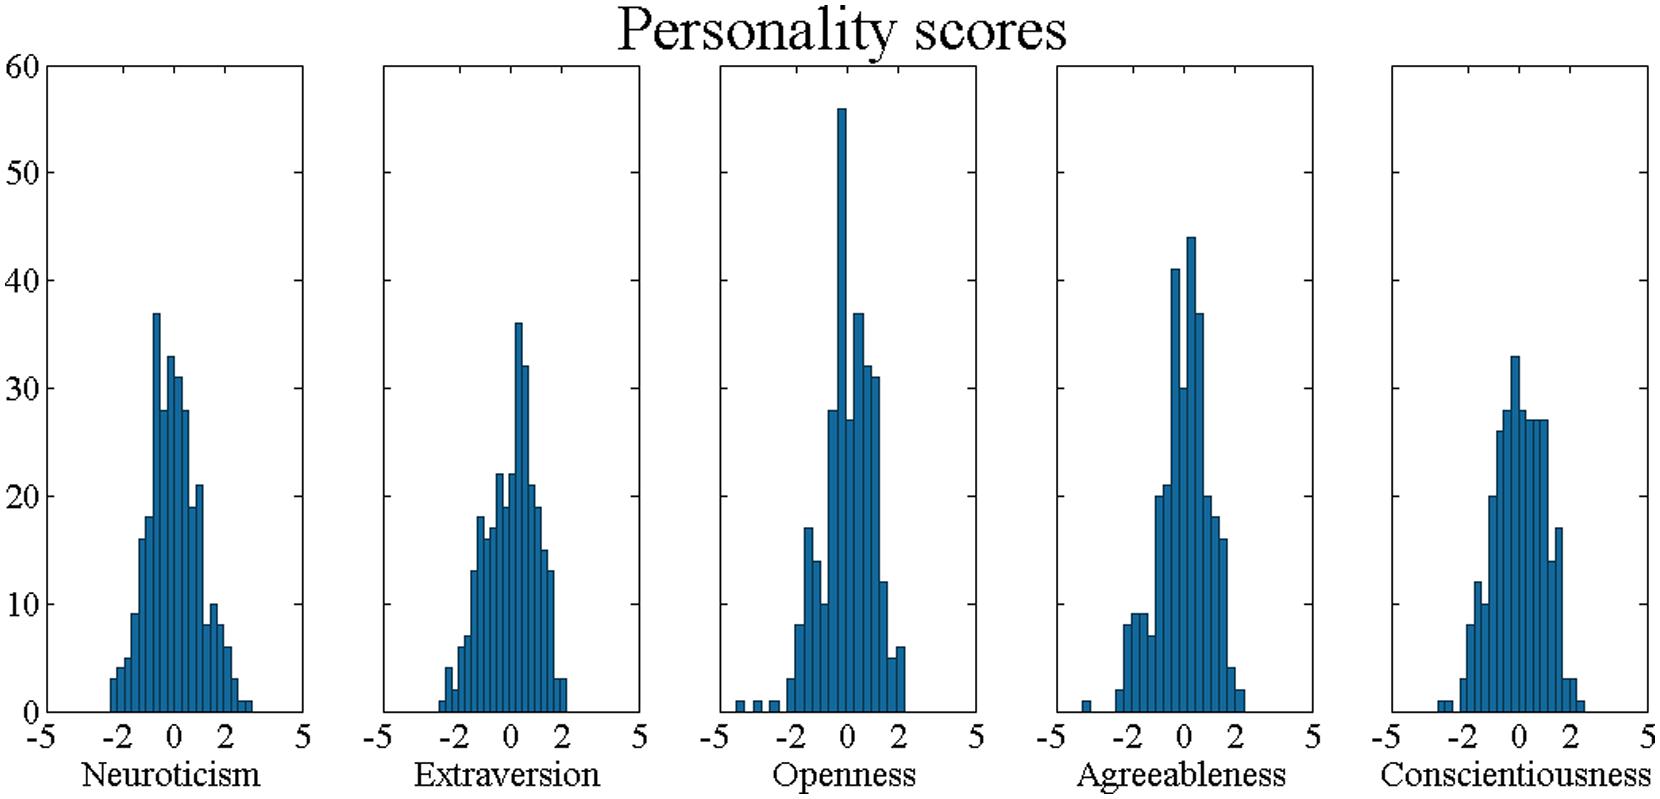 Personality scores
60
50
40
30
20
10
0
-5 -2 0 2 5 -5 -2 0 2 5 -5 -2 0 2 5 -5 -2 0 2 5 -5 -2 0 2 5
Neuroticism Extraversion Openness Agreeableness Conscientiousness